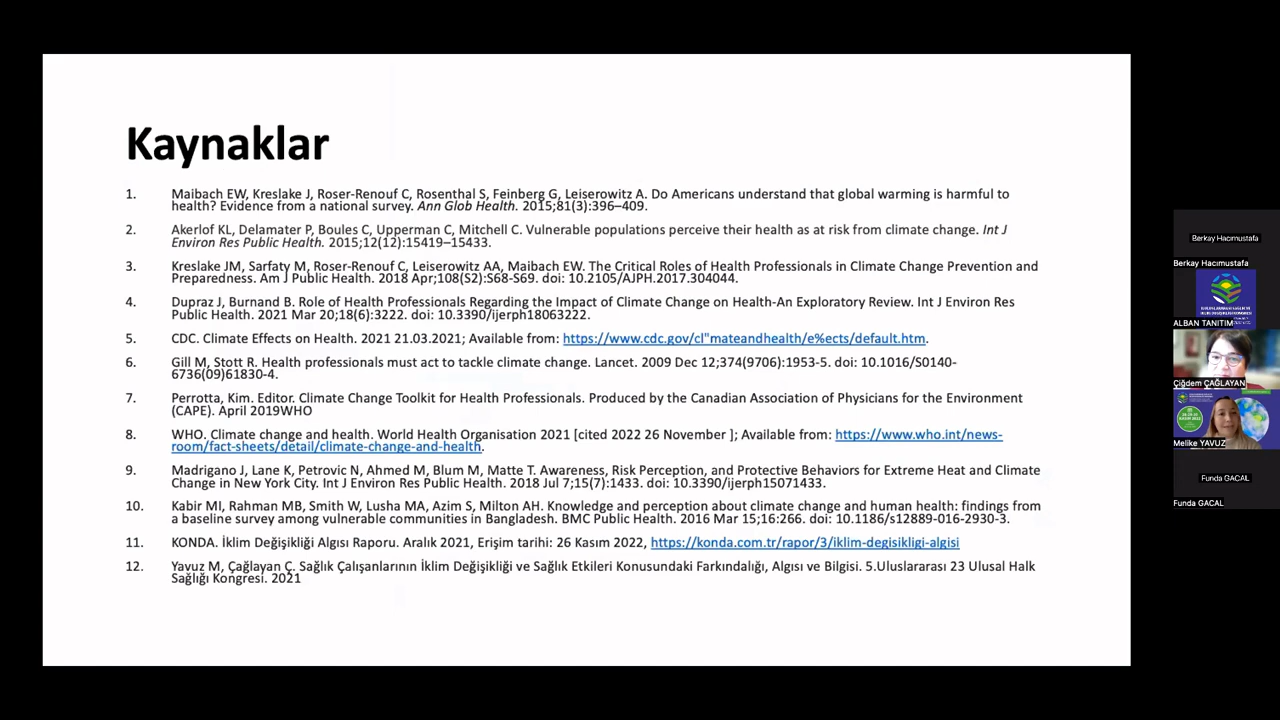 Kaynaklar
1. Maibach EW, Kreslake J, Roser-Renouf C, Rosenthal S, Feinberg G, Leiserowitz A. Do Americans understand that global warming is harmful to
health? Evidence from a national survey. Ann Glob Health. 2015;81(3):396–409.
2. Akerlof KL, Delamater P, Boules C, Upperman C, Mitchell C. Vulnerable populations perceive their health as at risk from climate change. Int J
Environ Res Public Health. 2015;12(12):15419–15433.
3. Kreslake JM, Sarfaty M, Roser-Renouf C, Leiserowitz AA, Maibach EW. The Critical Roles of Health Professionals in Climate Change Prevention and
Preparedness. Am J Public Health. 2018 Apr;108(S2):S68-S69. doi: 10.2105/AJPH.2017.304044.
4. Dupraz J, Burnand B. Role of Health Professionals Regarding the Impact of Climate Change on Health-An Exploratory Review. Int J Environ Res
Public Health. 2021 Mar 20;18(6):3222. doi: 10.3390/ijerph18063222.
5. CDC. Climate Effects on Health. 2021 21.03.2021; Available from: https://www.cdc.gov/cl"mateandhealth/e%ects/default.htm.
6. Gill M, Stott R. Health professionals must act to tackle climate change. Lancet. 2009 Dec 12;374(9706):1953-5. doi: 10.1016/S0140-
6736(09)61830-4.
7. Perrotta, Kim. Editor. Climate Change Toolkit for Health Professionals. Produced by the Canadian Association of Physicians for the Environment
(CAPE). April 2019WHO
8. WHO. Climate change and health. World Health Organisation 2021 [cited 2022 26 November ]; Available from: https://www.who.int/news-
room/fact-sheets/detail/climate-change-and-health.
9. Madrigano J, Lane K, Petrovic N, Ahmed M, Blum M, Matte T. Awareness, Risk Perception, and Protective Behaviors for Extreme Heat and Climate
Change in New York City. Int J Environ Res Public Health. 2018 Jul 7;15(7):1433. doi: 10.3390/ijerph15071433.
10. Kabir MI, Rahman MB, Smith W, Lusha MA, Azim S, Milton AH. Knowledge and perception about climate change and human health: findings from
a baseline survey among vulnerable communities in Bangladesh. BMC Public Health. 2016 Mar 15;16:266. doi: 10.1186/s12889-016-2930-3.
11. KONDA. İklim Değişikliği Algısı Raporu. Aralık 2021, Erişim tarihi: 26 Kasım 2022, https://konda.com.tr/rapor/3/iklim-degisikligi-algisi
12. Yavuz M, Çağlayan Ç. Sağlık Çalışanlarının İklim Değişikliği ve Sağlık Etkileri Konusundaki Farkındalığı, Algısı ve Bilgisi. 5.Uluslararası 23 Ulusal Halk
Sağlığı Kongresi. 2021
Berkay Hacımustafa
Berkay Hacımustafa
ALBAN TANITIM
Çiğdem ÇAĞLAYAN
Melike YAVUZ
Funda GACAL
Funda GACAL